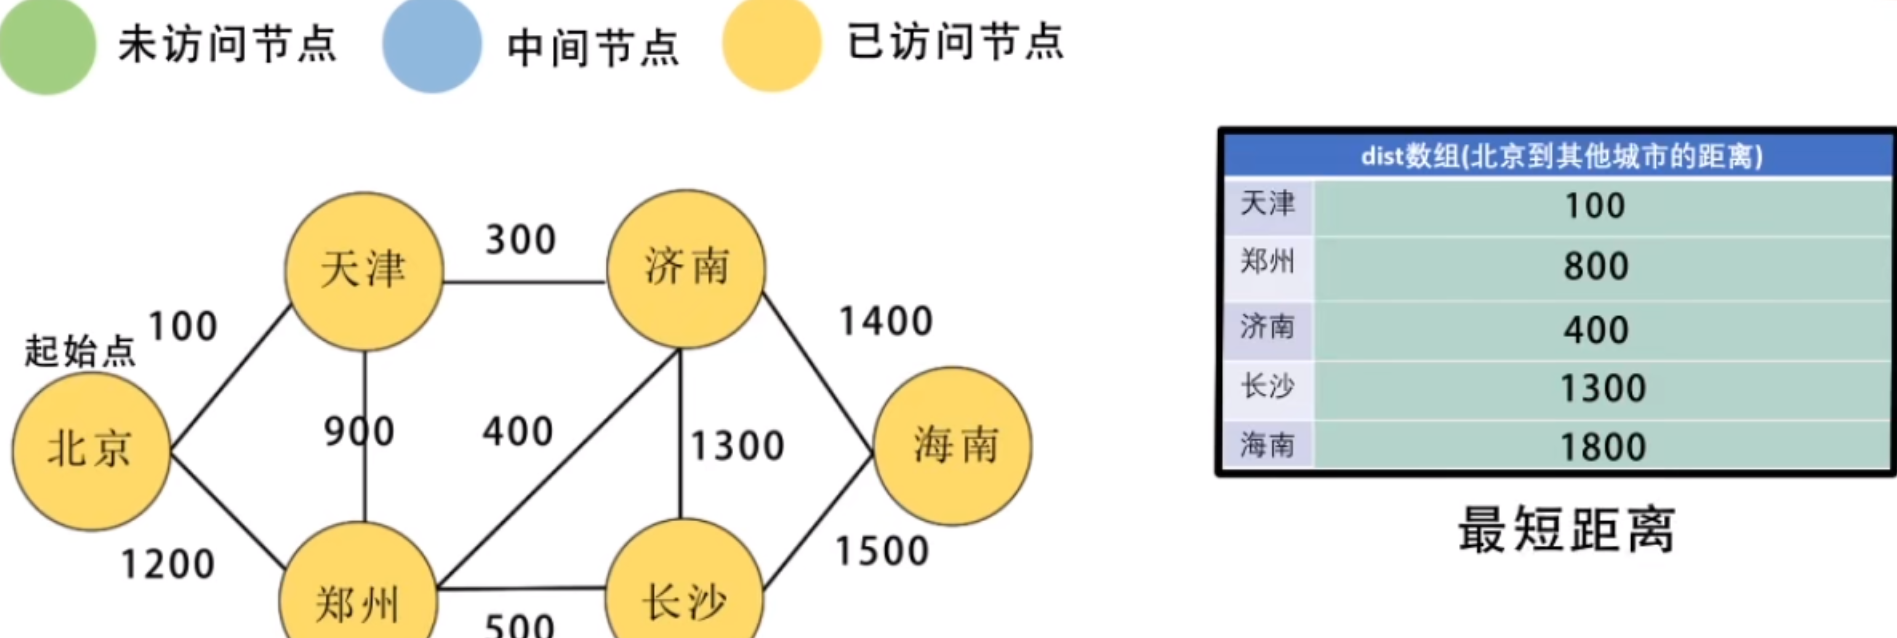 未访问节点 中间节点 已访问节点
dist数组(北京到其他城市的距离)
天津 100
郑州 800
济南 400
长沙 1300
海南 1800
最短距离
天津 300 济南
100 1400
起始点
北京 900 400 1300 海南
1200 1500
郑州 长沙
500